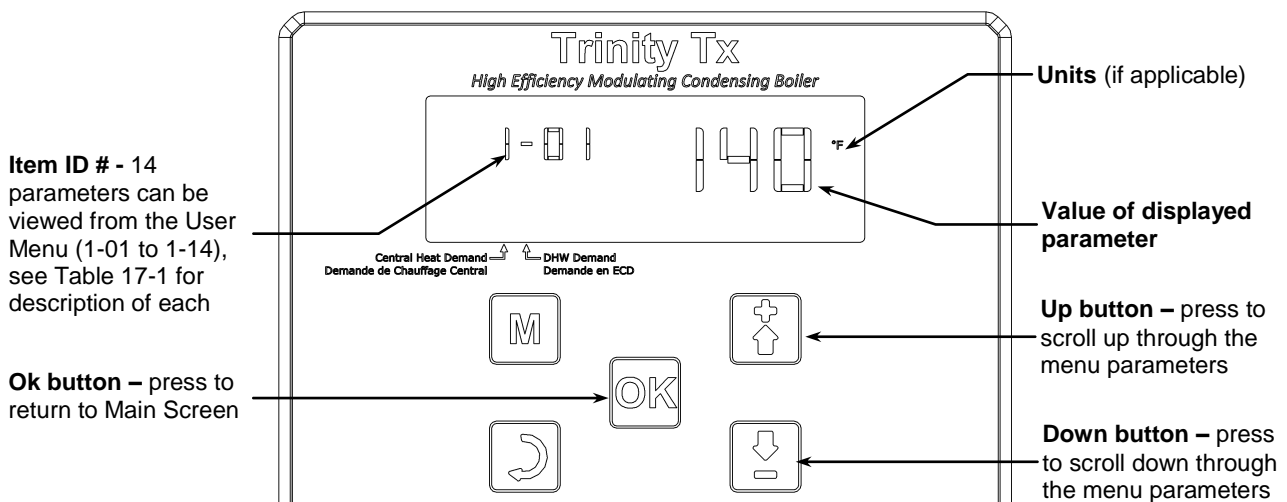 Trinity Tx
High Efficiency Modulating Condensing Boiler
1-01
140
°F
Units (if applicable)
Item ID # - 14
parameters can be
viewed from the User
Menu (1-01 to 1-14),
see Table 17-1 for
description of each
Value of displayed
parameter
Central Heat Demand
Demande de Chauffage Central
DHW Demand
Demande en ECD
M
Up button – press to
scroll up through the
menu parameters
Ok button – press to
return to Main Screen
OK
Down button – press
to scroll down through
the menu parameters